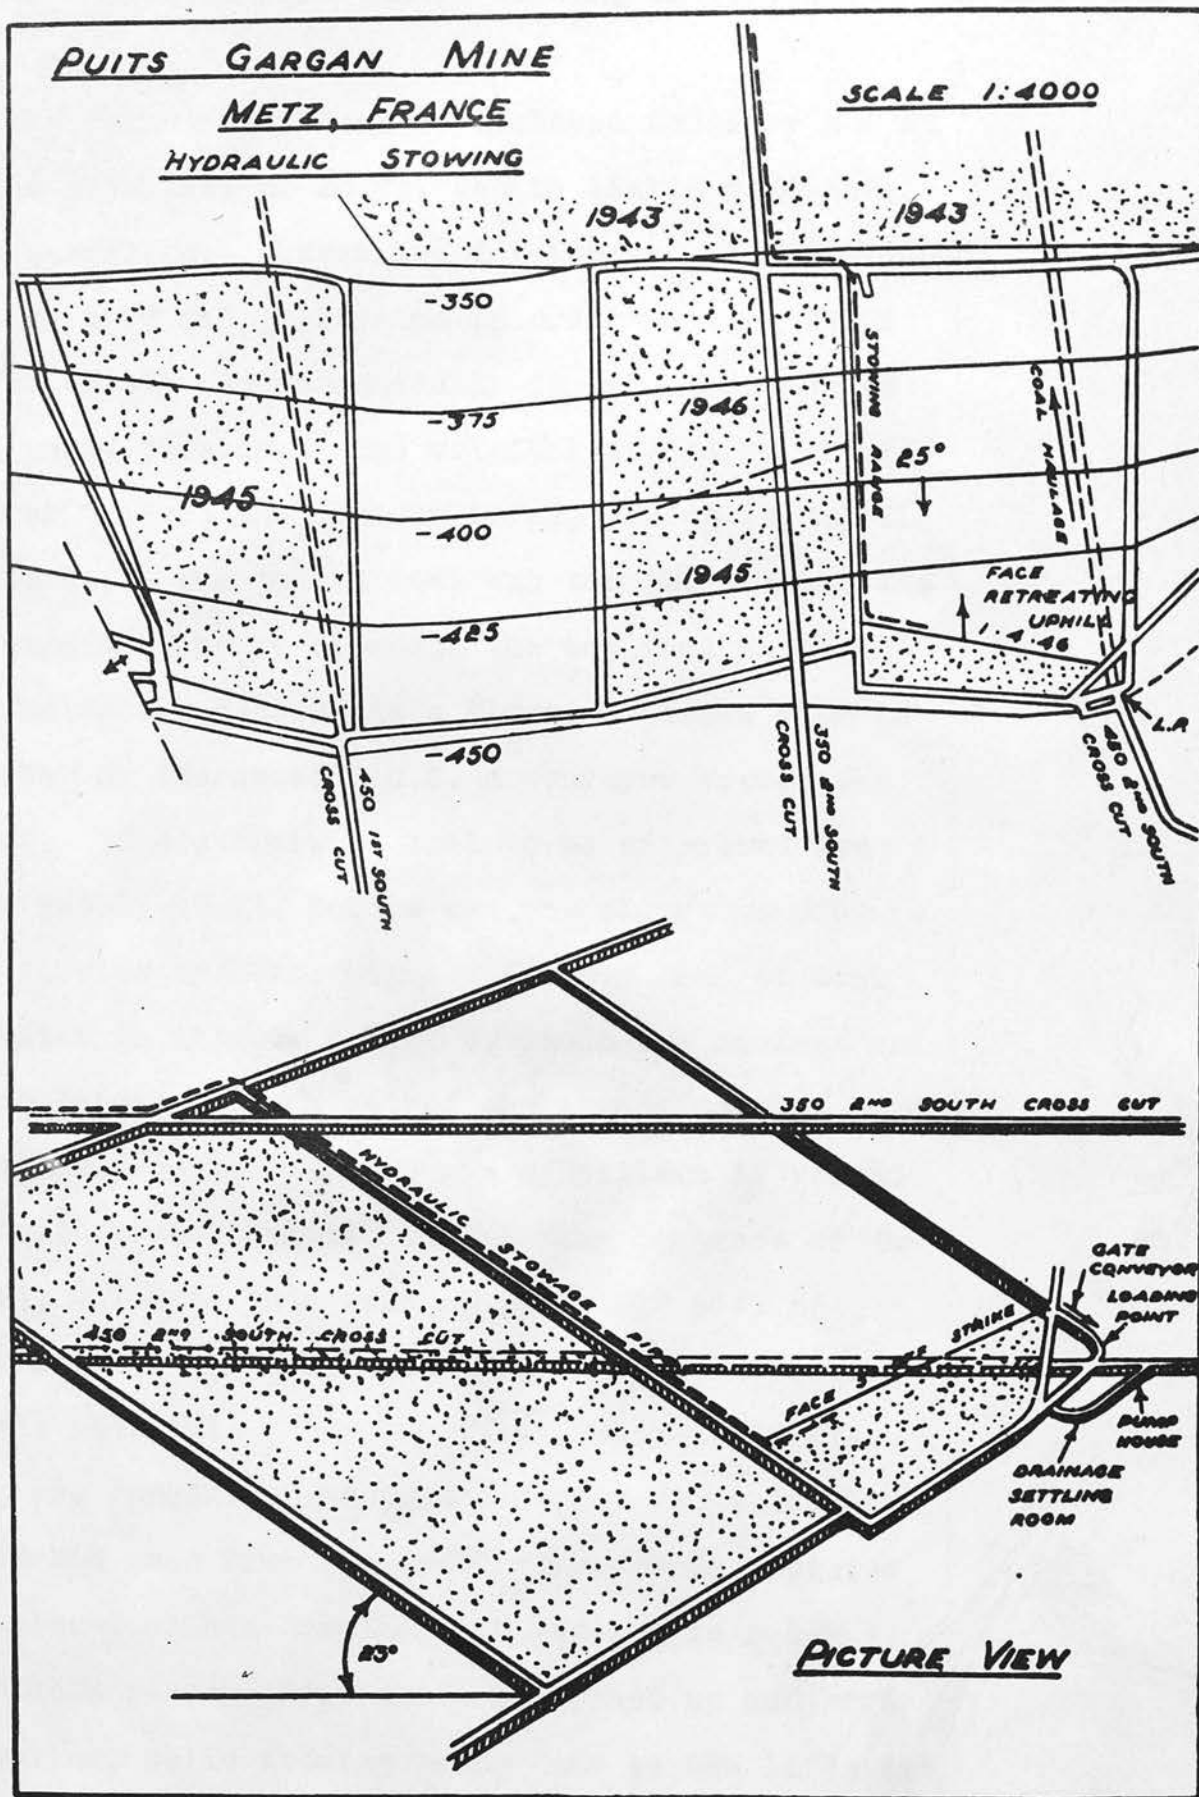 PUITS GARGAN MINE
METZ, FRANCE
HYDRAULIC STOWING
SCALE 1:4000
1943
1943
-350
STOWING RANGE
COAL HAULAGE
-375
1946
25°
1945
-400
1945
FACE
RETREATING
UPHILL
1·4·46
-425
-450
L.P.
450 1ST SOUTH
CROSS CUT
350 2ND SOUTH
CROSS CUT
450 2ND SOUTH
CROSS CUT
350 2ND SOUTH CROSS CUT
HYDRAULIC STOWAGE PIPE
GATE
CONVEYOR
LOADING
POINT
STRIKE
450 2ND SOUTH CROSS CUT
FACE
PUMP
HOUSE
DRAINAGE
SETTLING
ROOM
23°
PICTURE VIEW